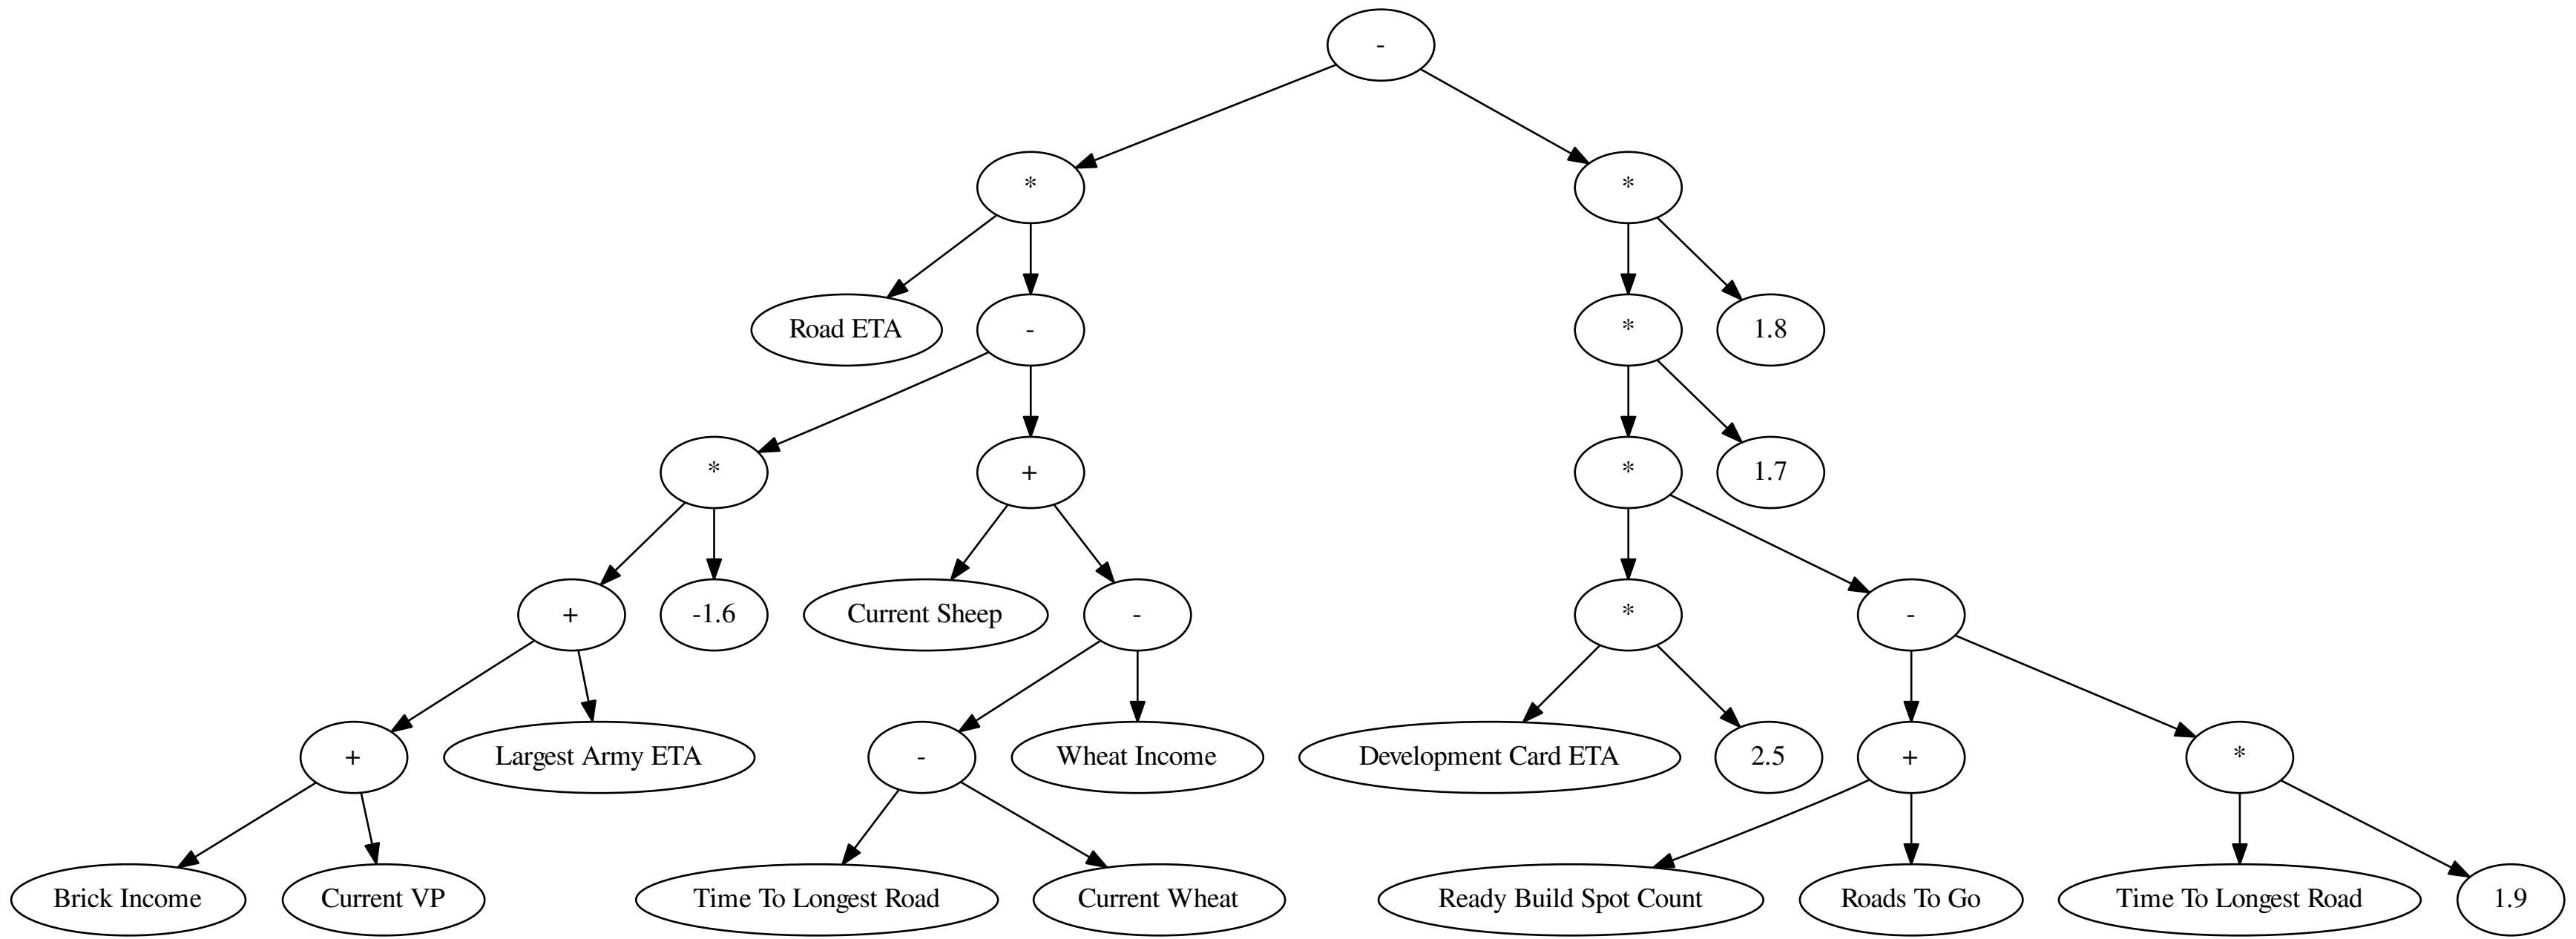 -
* *
Road ETA - * 1.8
* + * 1.7
+ -1.6 Current Sheep - * -
+ Largest Army ETA - Wheat Income Development Card ETA 2.5 + *
Brick Income Current VP Time To Longest Road Current Wheat Ready Build Spot Count Roads To Go Time To Longest Road 1.9